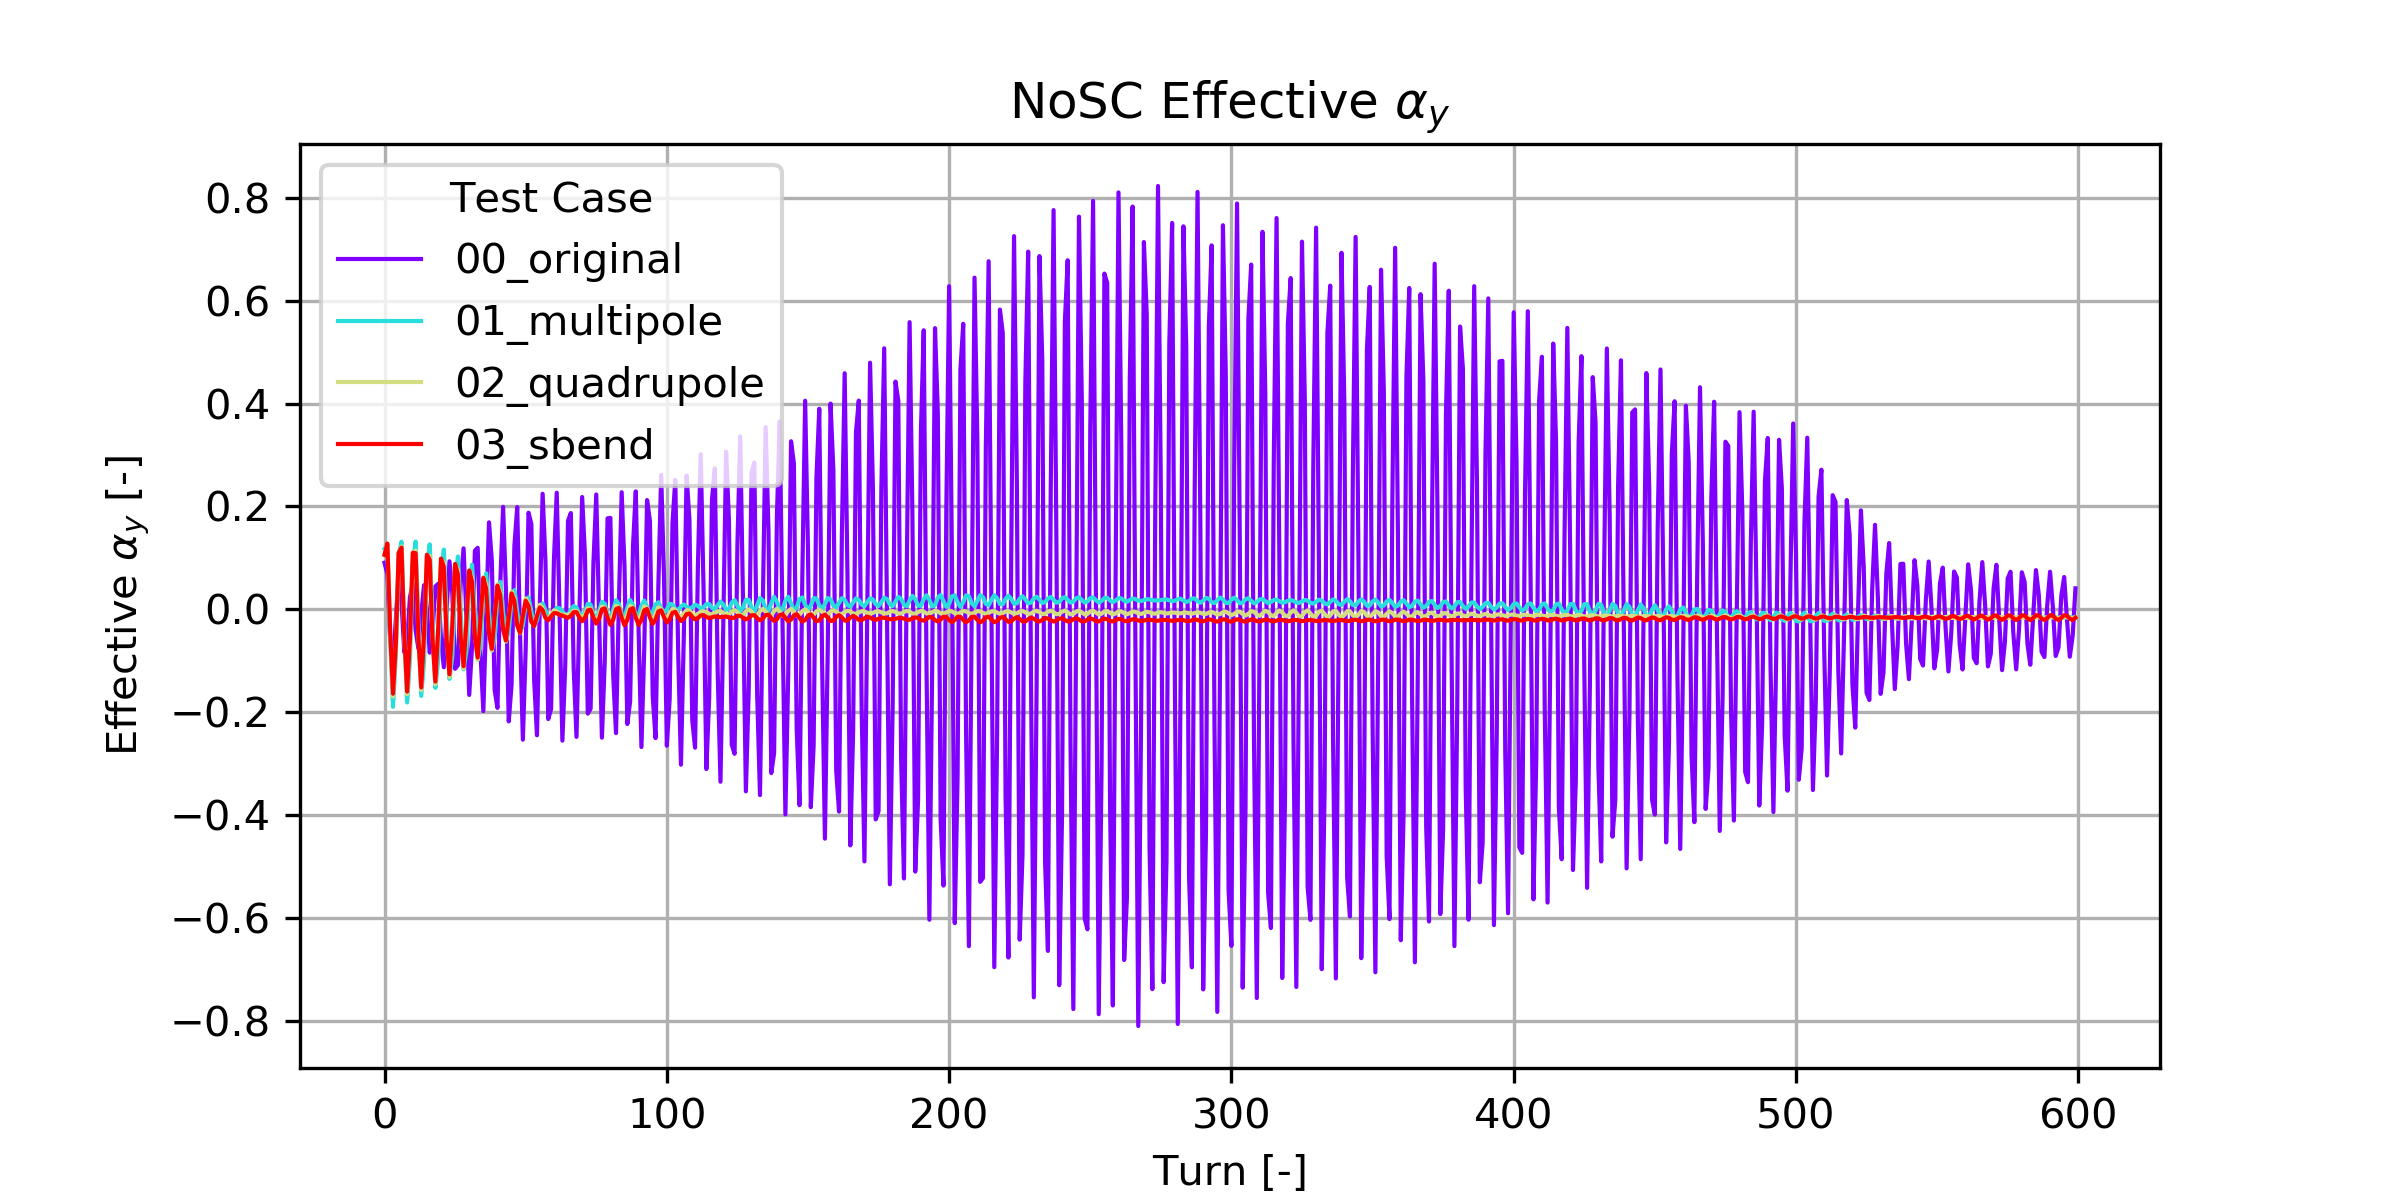 NoSC Effective αy
Effective αy [-]
0.8
0.6
0.4
0.2
0.0
−0.2
−0.4
−0.6
−0.8
Test Case
00_original
01_multipole
02_quadrupole
03_sbend
0 100 200 300 400 500 600
Turn [-]